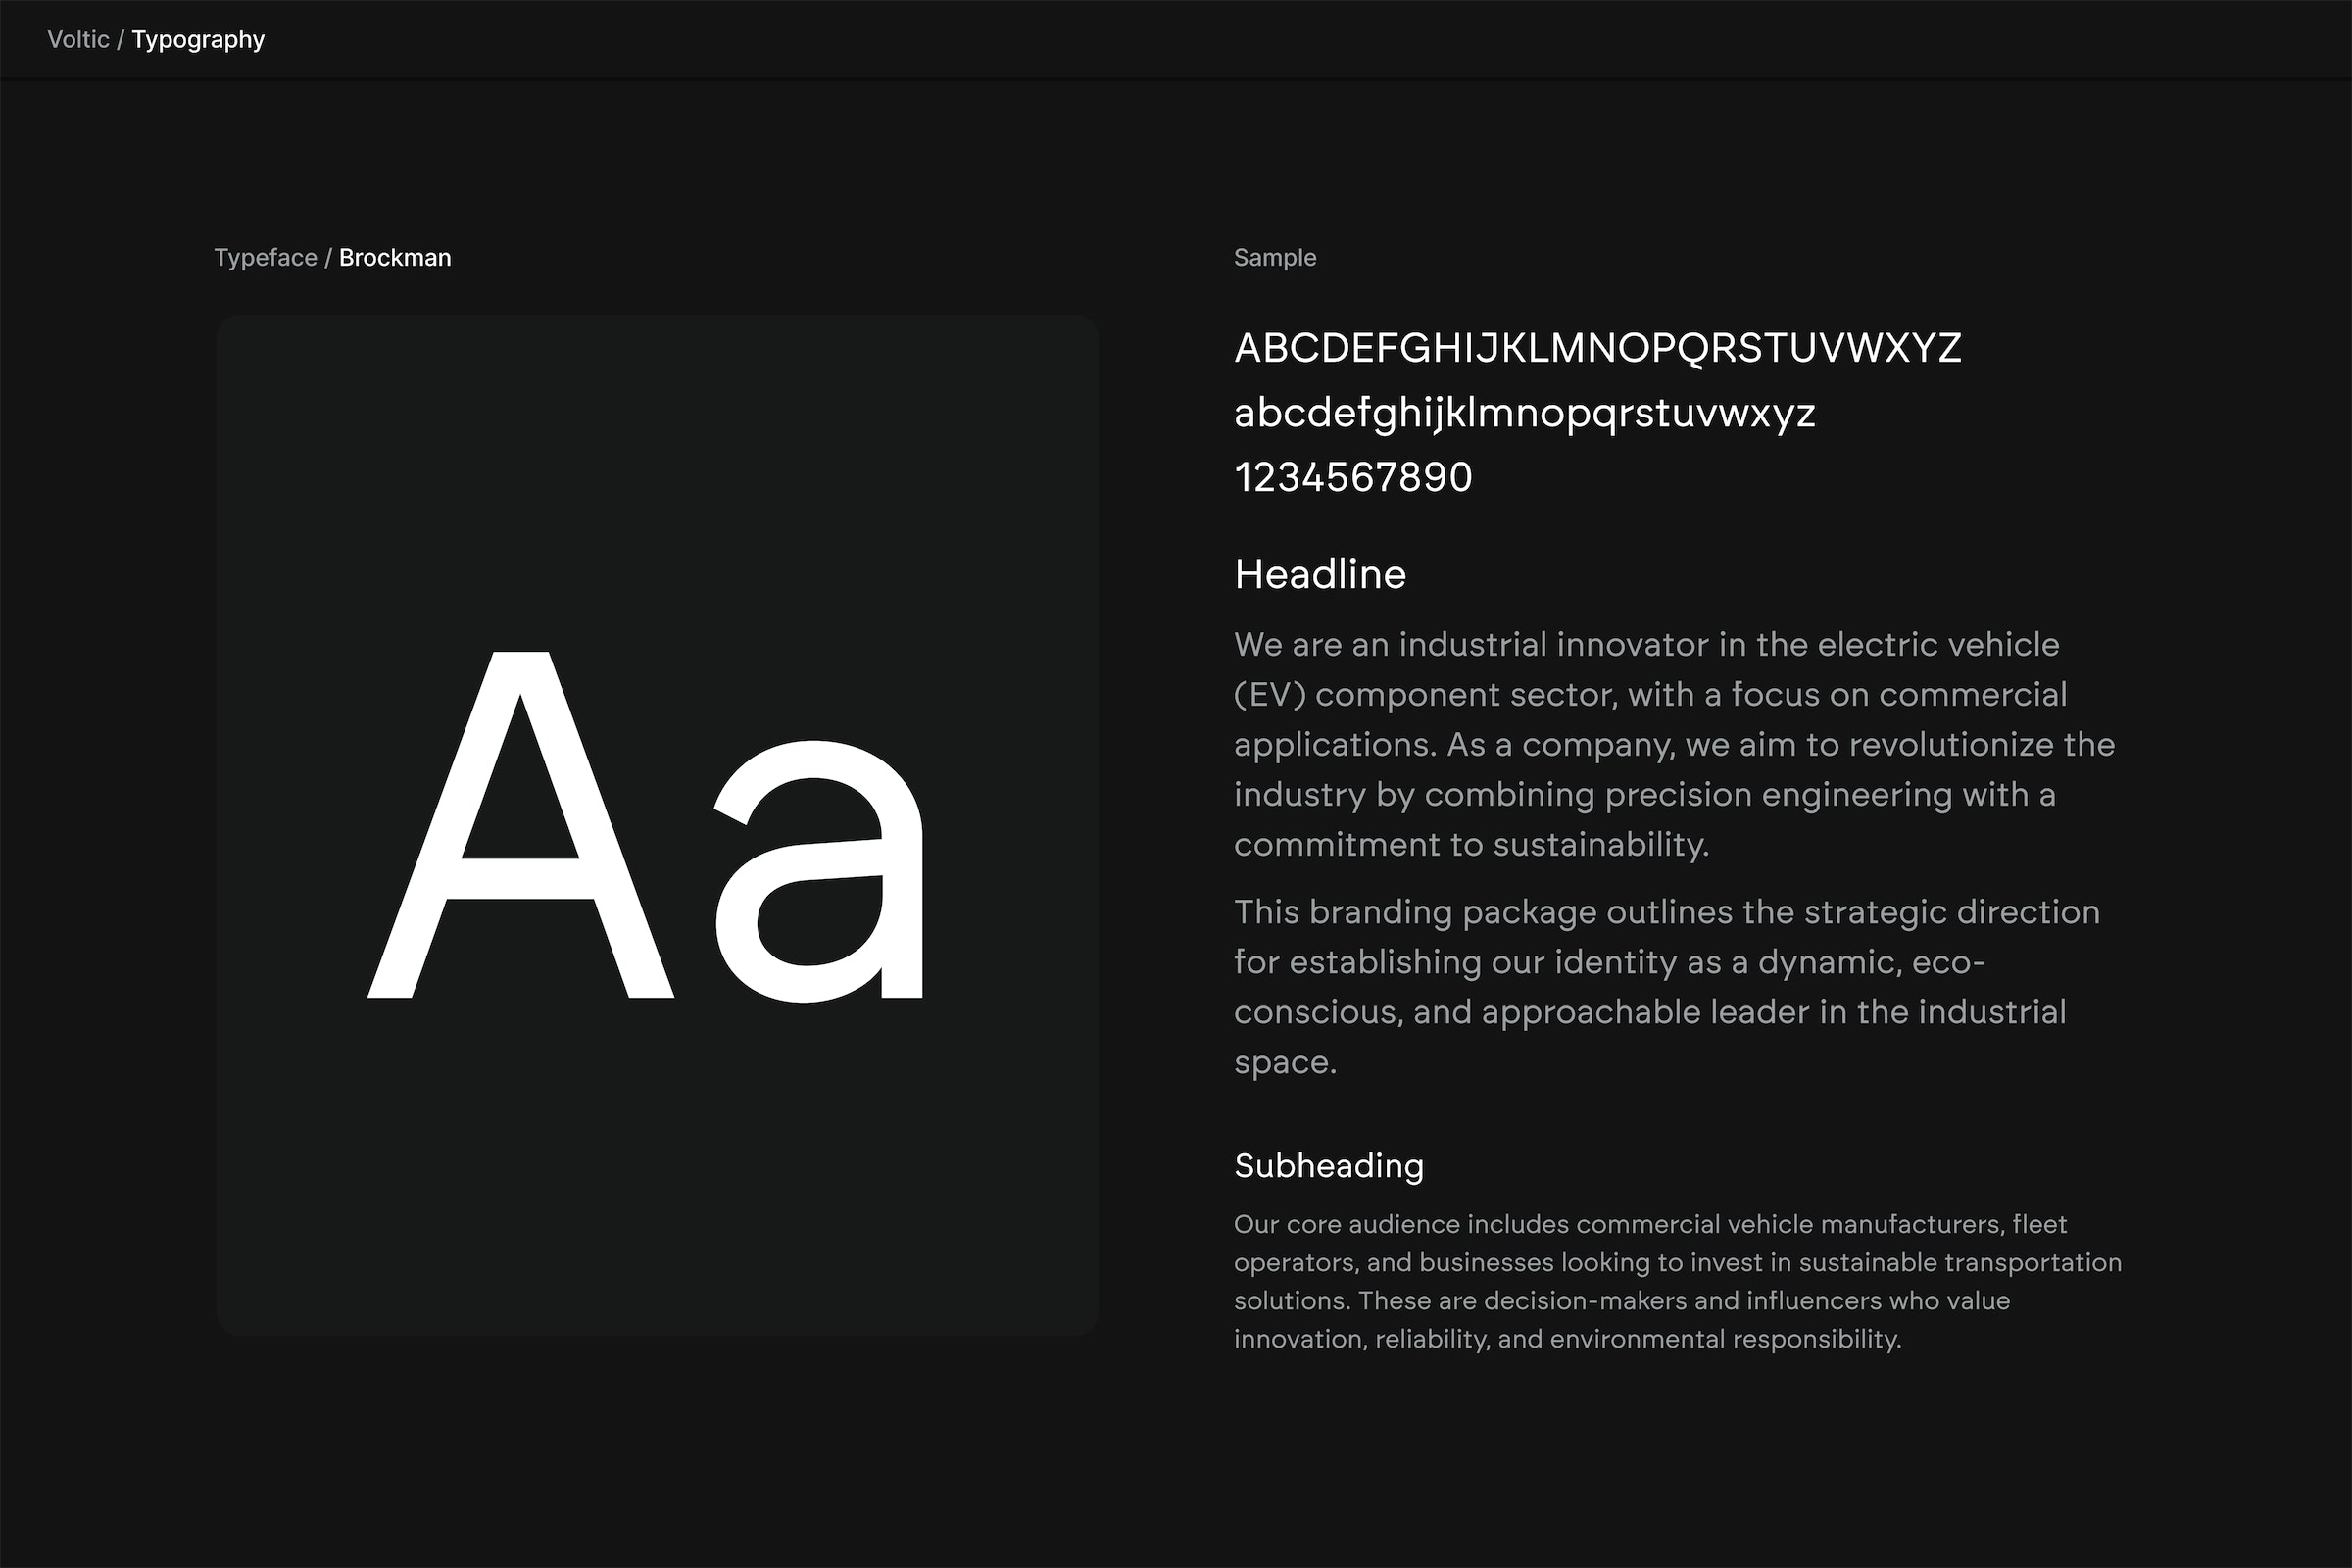 Voltic / Typography
Typeface / Brockman
Aa
Sample
ABCDEFGHIJKLMNOPQRSTUVWXYZ
abcdefghijklmnopqrstuvwxyz
1234567890
Headline
We are an industrial innovator in the electric vehicle
(EV) component sector, with a focus on commercial
applications. As a company, we aim to revolutionize the
industry by combining precision engineering with a
commitment to sustainability.
This branding package outlines the strategic direction
for establishing our identity as a dynamic, eco-
conscious, and approachable leader in the industrial
space.
Subheading
Our core audience includes commercial vehicle manufacturers, fleet
operators, and businesses looking to invest in sustainable transportation
solutions. These are decision-makers and influencers who value
innovation, reliability, and environmental responsibility.